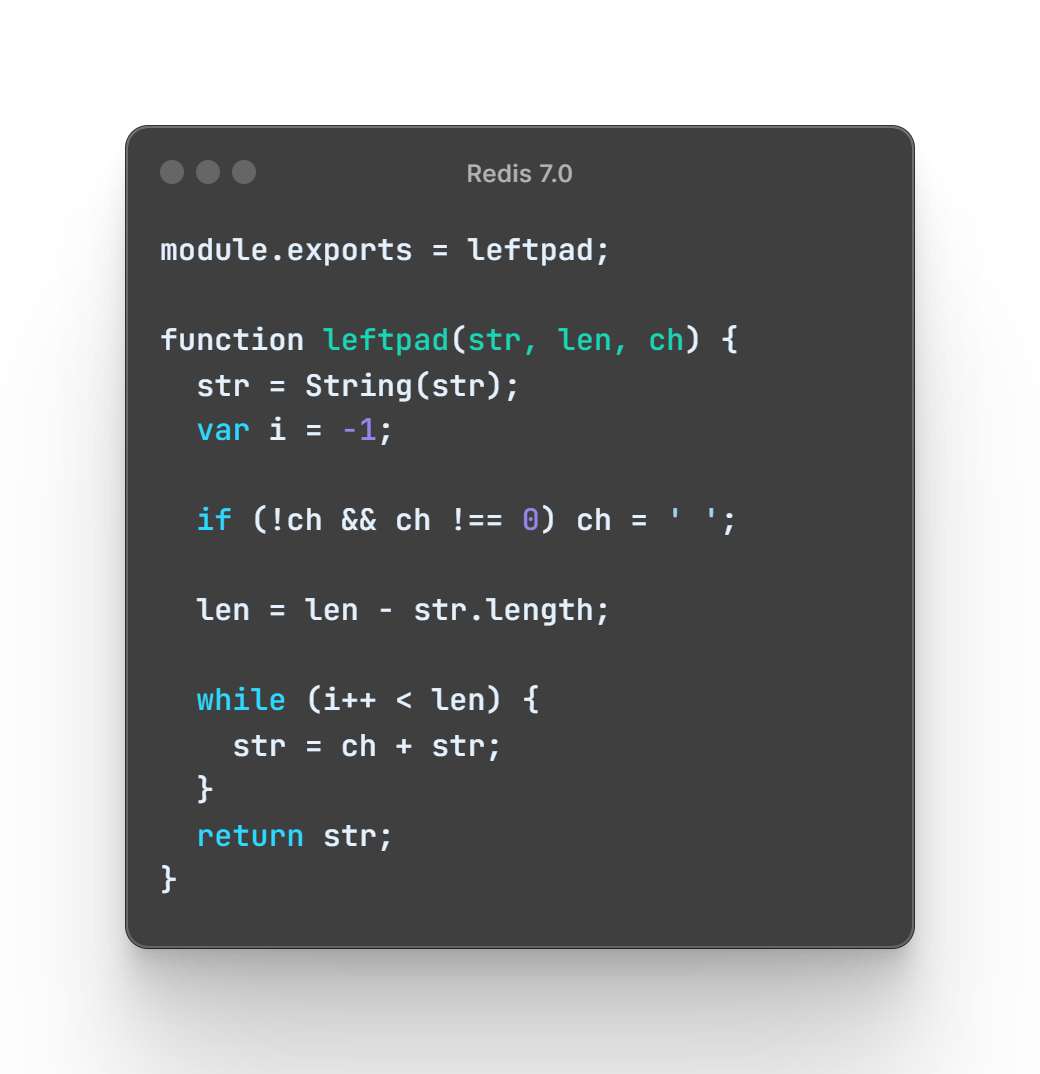 Redis 7.0
module.exports = leftpad;
function leftpad(str, len, ch) {
  str = String(str);
  var i = -1;
  if (!ch && ch !== 0) ch = ' ';
  len = len - str.length;
  while (i++ < len) {
    str = ch + str;
  }
  return str;
}